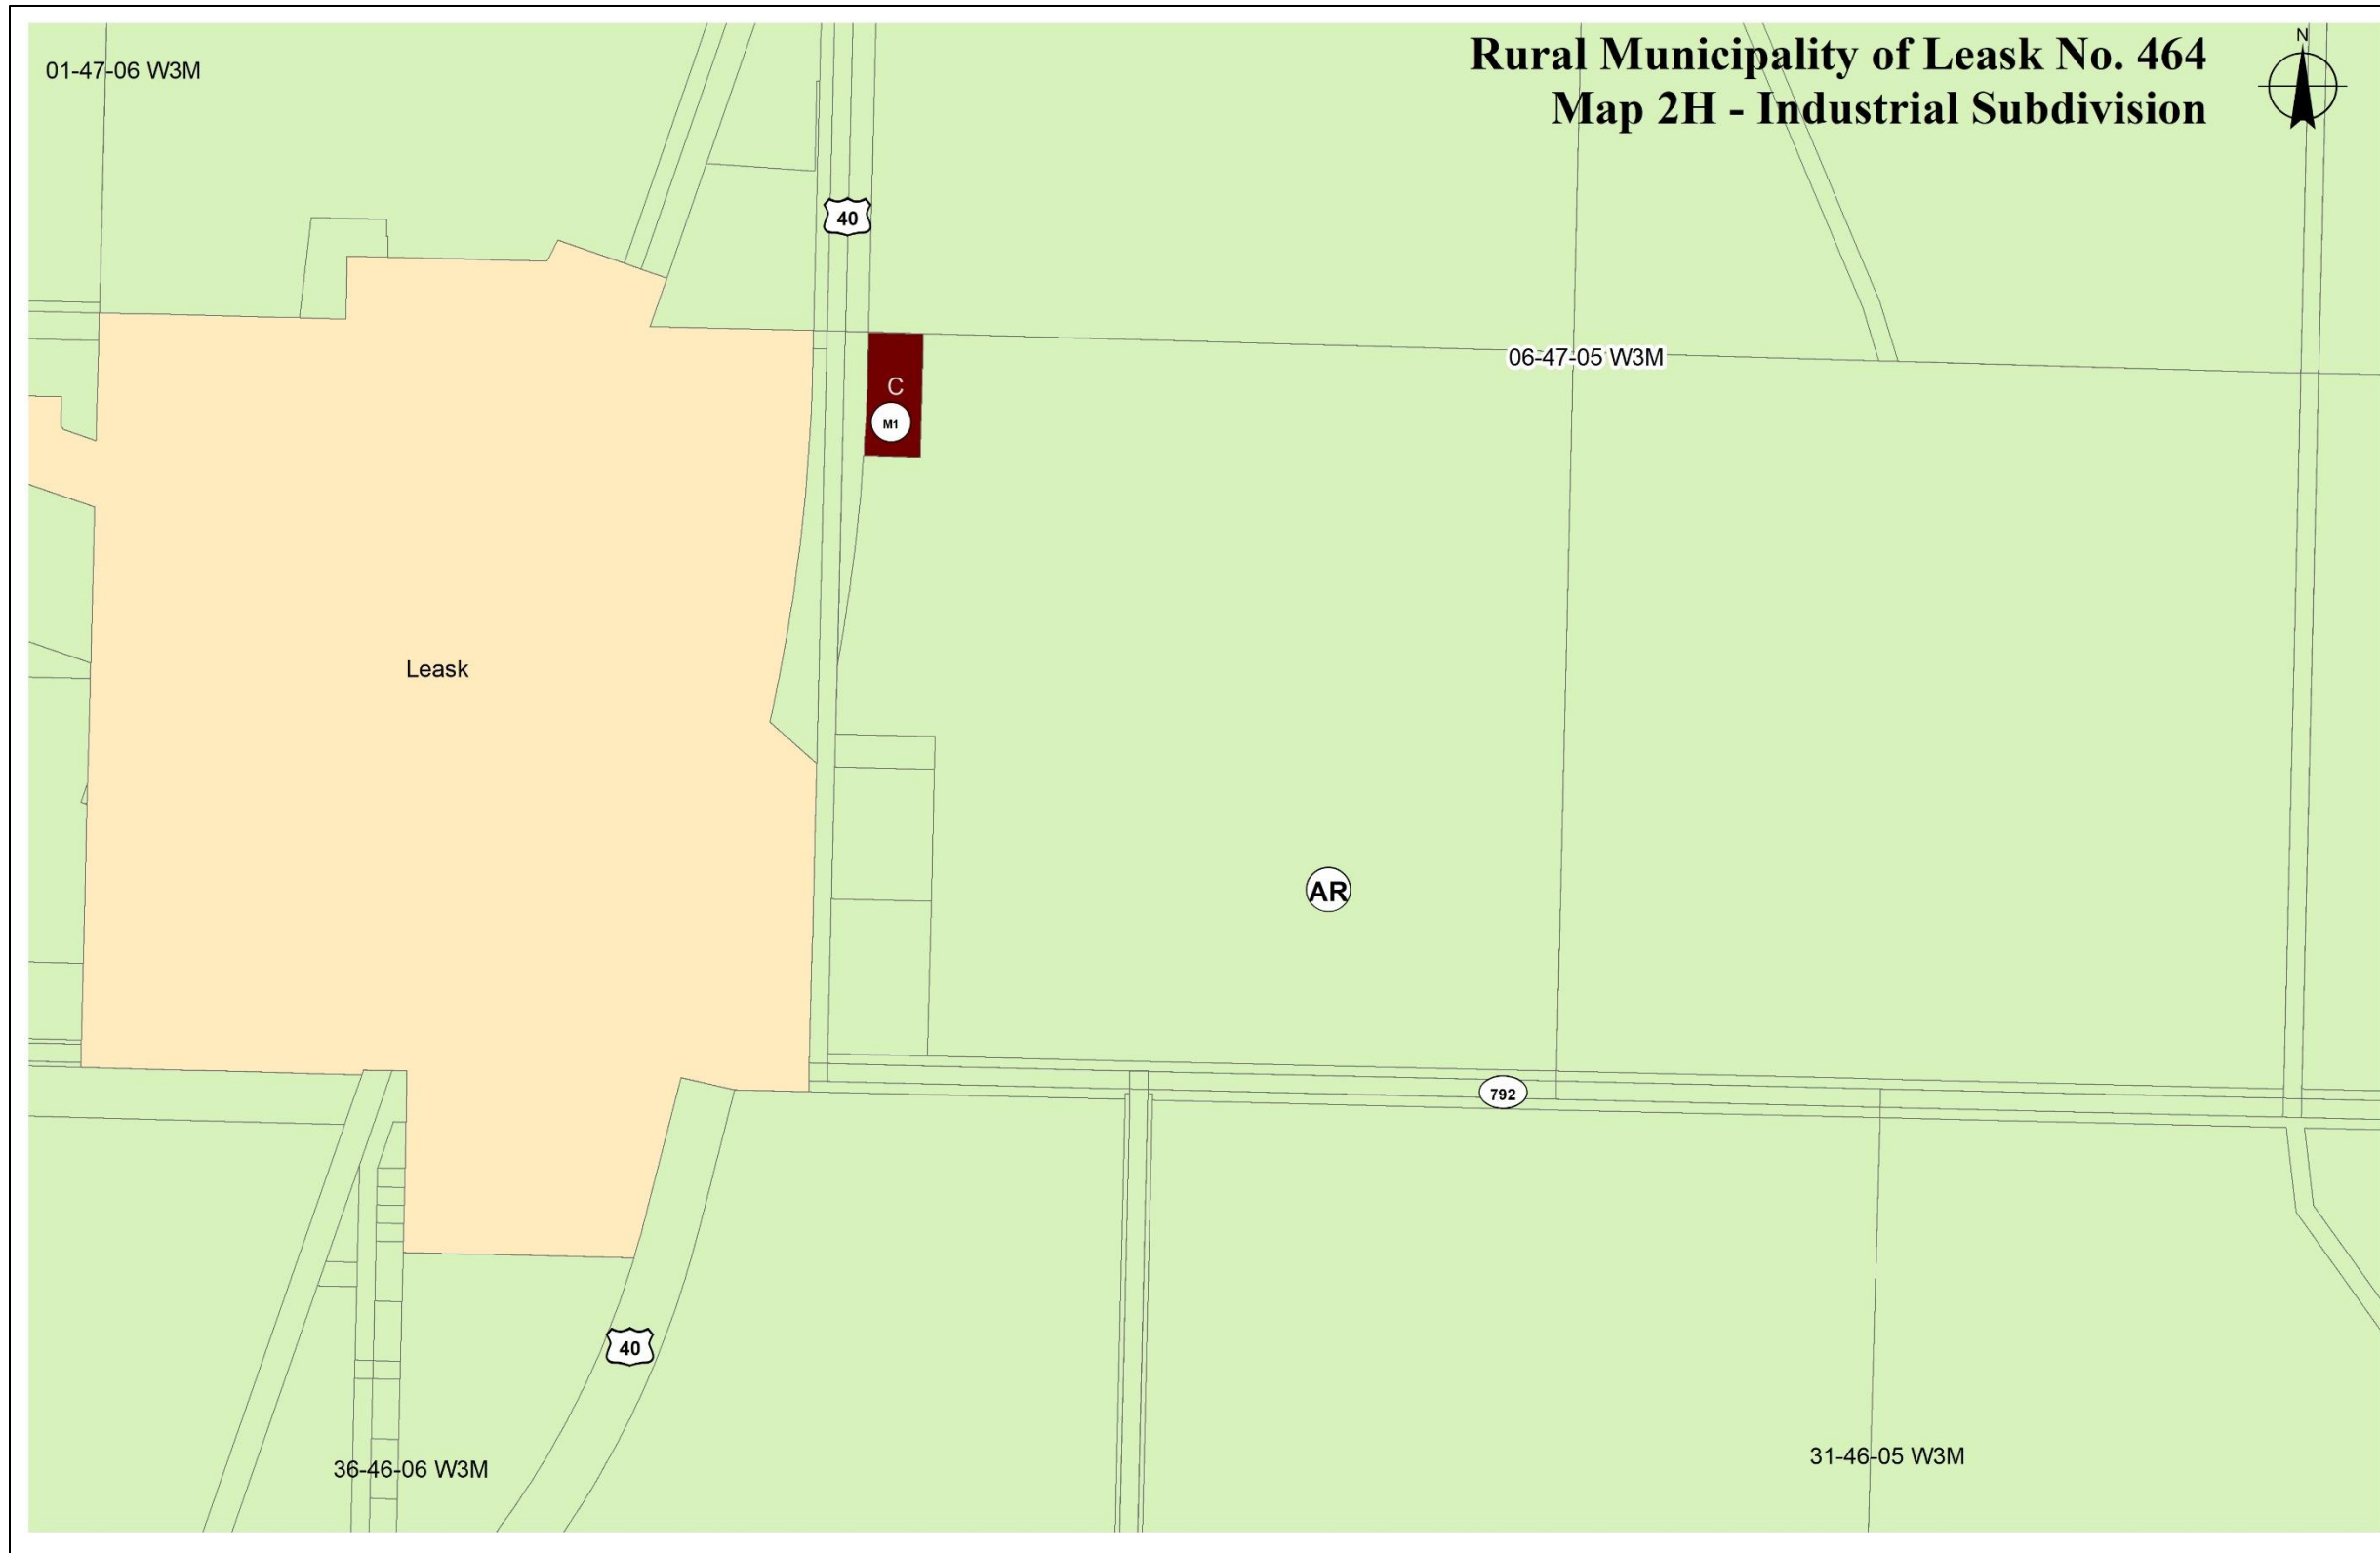 Rural Municipality of Leask No. 464
Map 2H - Industrial Subdivision
N
01-47-06 W3M
40
06-47-05 W3M
C
M1
Leask
AR
792
40
31-46-05 W3M
36-46-06 W3M